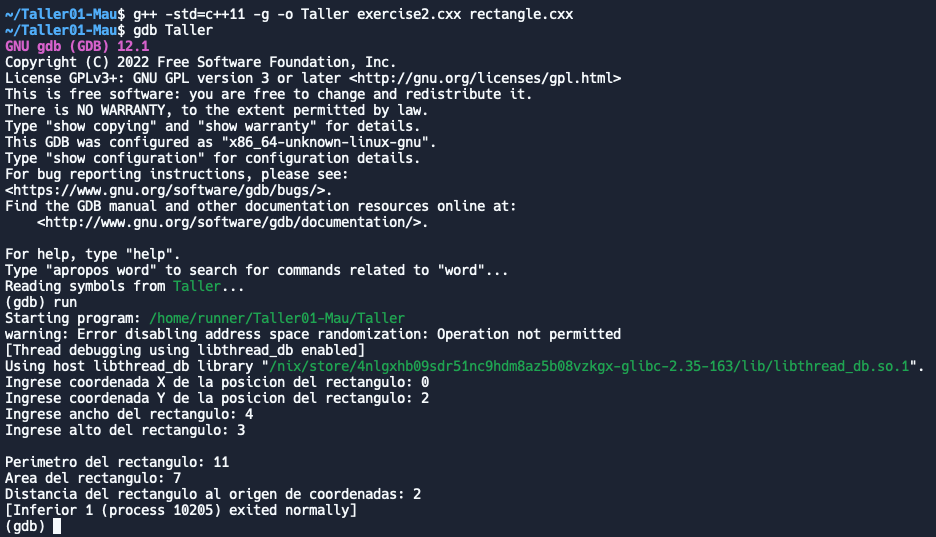 ~/Taller01-Mau$ g++ -std=c++11 -g -o Taller exercise2.cxx rectangle.cxx
~/Taller01-Mau$ gdb Taller
GNU gdb (GDB) 12.1
Copyright (C) 2022 Free Software Foundation, Inc.
License GPLv3+: GNU GPL version 3 or later <http://gnu.org/licenses/gpl.html>
This is free software: you are free to change and redistribute it.
There is NO WARRANTY, to the extent permitted by law.
Type "show copying" and "show warranty" for details.
This GDB was configured as "x86_64-unknown-linux-gnu".
Type "show configuration" for configuration details.
For bug reporting instructions, please see:
<https://www.gnu.org/software/gdb/bugs/>.
Find the GDB manual and other documentation resources online at:
    <http://www.gnu.org/software/gdb/documentation/>.

For help, type "help".
Type "apropos word" to search for commands related to "word"...
Reading symbols from Taller...
(gdb) run
Starting program: /home/runner/Taller01-Mau/Taller
warning: Error disabling address space randomization: Operation not permitted
[Thread debugging using libthread_db enabled]
Using host libthread_db library "/nix/store/4nlgxhb09sdr51nc9hdm8az5b08vzkgx-glibc-2.35-163/lib/libthread_db.so.1".
Ingrese coordenada X de la posicion del rectangulo: 0
Ingrese coordenada Y de la posicion del rectangulo: 2
Ingrese ancho del rectangulo: 4
Ingrese alto del rectangulo: 3

Perimetro del rectangulo: 11
Area del rectangulo: 7
Distancia del rectangulo al origen de coordenadas: 2
[Inferior 1 (process 10205) exited normally]
(gdb)